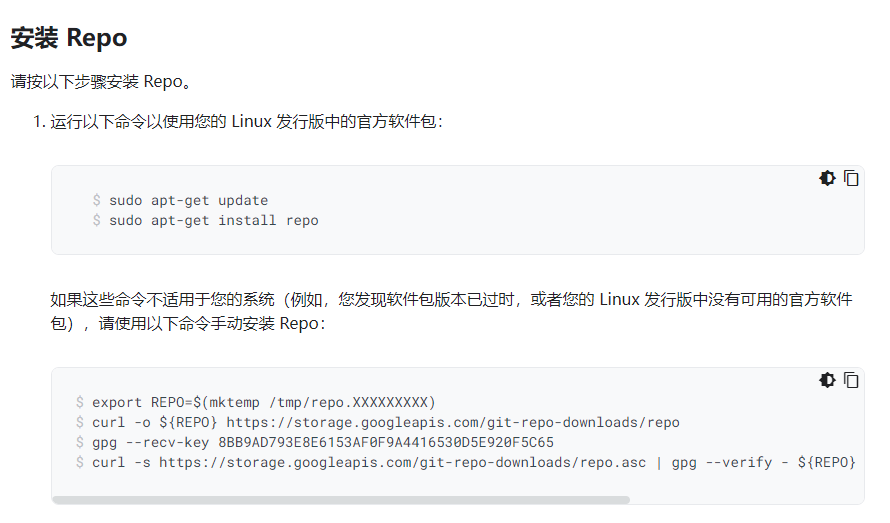 安装 Repo
请按以下步骤安装 Repo。
1. 运行以下命令以使用您的 Linux 发行版中的官方软件包：
$ sudo apt-get update
$ sudo apt-get install repo
如果这些命令不适用于您的系统（例如，您发现软件包版本已过时，或者您的 Linux 发行版中没有可用的官方软件
包），请使用以下命令手动安装 Repo：
$ export REPO=$(mktemp /tmp/repo.XXXXXXXXX)
$ curl -o ${REPO} https://storage.googleapis.com/git-repo-downloads/repo
$ gpg --recv-key 8BB9AD793E8E6153AF0F9A4416530D5E920F5C65
$ curl -s https://storage.googleapis.com/git-repo-downloads/repo.asc | gpg --verify - ${REPO}